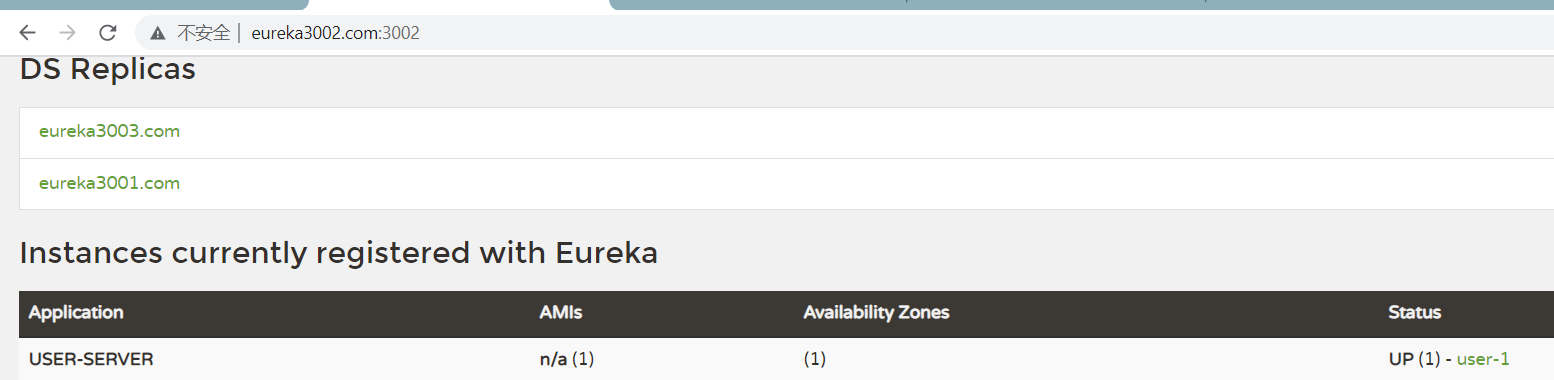 不安全 | eureka3002.com:3002
DS Replicas
eureka3003.com
eureka3001.com
Instances currently registered with Eureka
Application AMIs Availability Zones Status
USER-SERVER n/a (1) (1) UP (1) - user-1